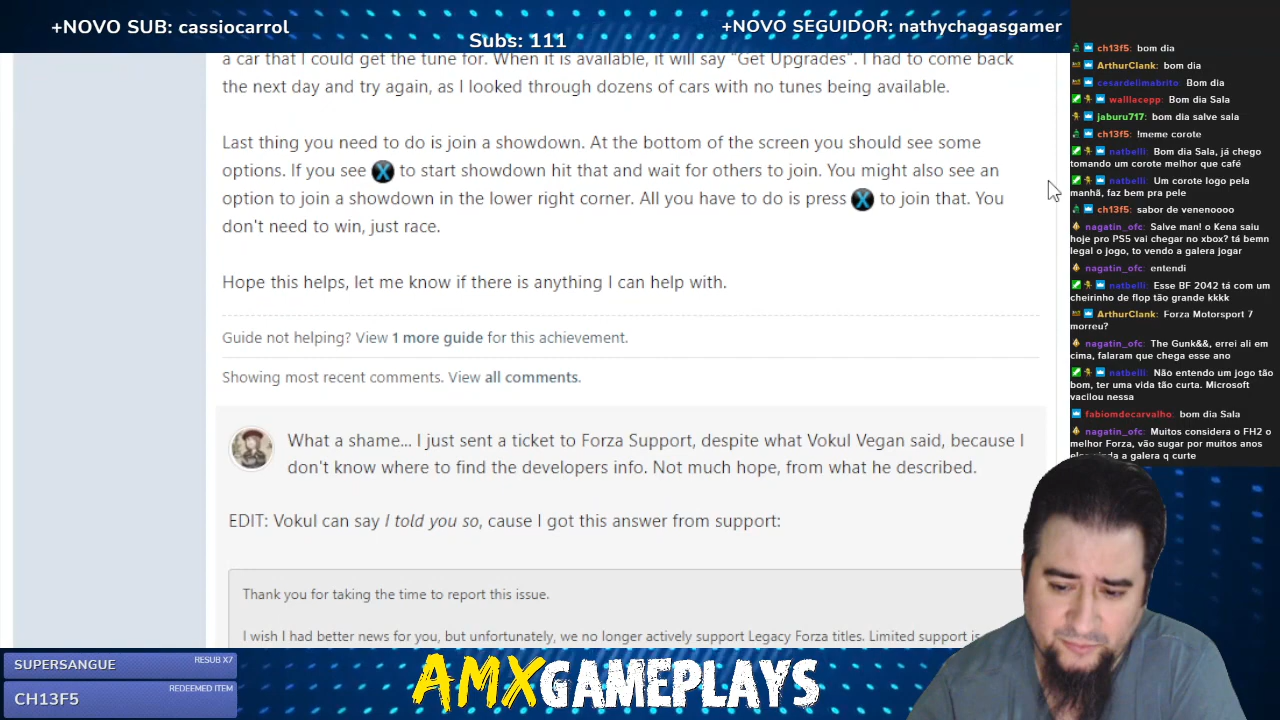 +NOVO SUB: cassiocarrol
Subs: 111
+NOVO SEGUIDOR: nathychagasgamer
a car that I could get the tune for. When it is available, it will say "Get Upgrades". I had to come back
the next day and try again, as I looked through dozens of cars with no tunes being available.
Last thing you need to do is join a showdown. At the bottom of the screen you should see some
options. If you see X to start showdown hit that and wait for others to join. You might also see an
option to join a showdown in the lower right corner. All you have to do is press X to join that. You
don't need to win, just race.
Hope this helps, let me know if there is anything I can help with.
Guide not helping? View 1 more guide for this achievement.
Showing most recent comments. View all comments.
What a shame... I just sent a ticket to Forza Support, despite what Vokul Vegan said, because I
don't know where to find the developers info. Not much hope, from what he described.
EDIT: Vokul can say I told you so, cause I got this answer from support:
Thank you for taking the time to report this issue.
I wish I had better news for you, but unfortunately, we no longer actively support Legacy Forza titles. Limited support is
ch13f5: bom dia
ArthurClank: bom dia
cesardelimabrito: Bom dia
walllacepp: Bom dia Sala
jaburu717: bom dia salve sala
ch13f5: !meme corote
natbelli: Bom dia Sala, já chego
tomando um corote melhor que café
natbelli: Um corote logo pela
manhã, faz bem pra pele
ch13f5: sabor de venenoooo
nagatin_ofc: Salve man! o Kena saiu
hoje pro PS5 vai chegar no xbox? tá bemn
legal o jogo, to vendo a galera jogar
nagatin_ofc: entendi
natbelli: Esse BF 2042 tá com um
cheirinho de flop tão grande kkkk
ArthurClank: Forza Motorsport 7
morreu?
nagatin_ofc: The Gunk&&, errei ali em
cima, falaram que chega esse ano
natbelli: Não entendo um jogo tão
bom, ter uma vida tão curta. Microsoft
vacilou nessa
fabiomdecarvalho: bom dia Sala
nagatin_ofc: Muitos considera o FH2 o
melhor Forza, vão sugar por muitos anos
a galera q curte
SUPERSANGUE
RESUB X7
CH13F5
REDEEMED ITEM
AMXGAMEPLAYS